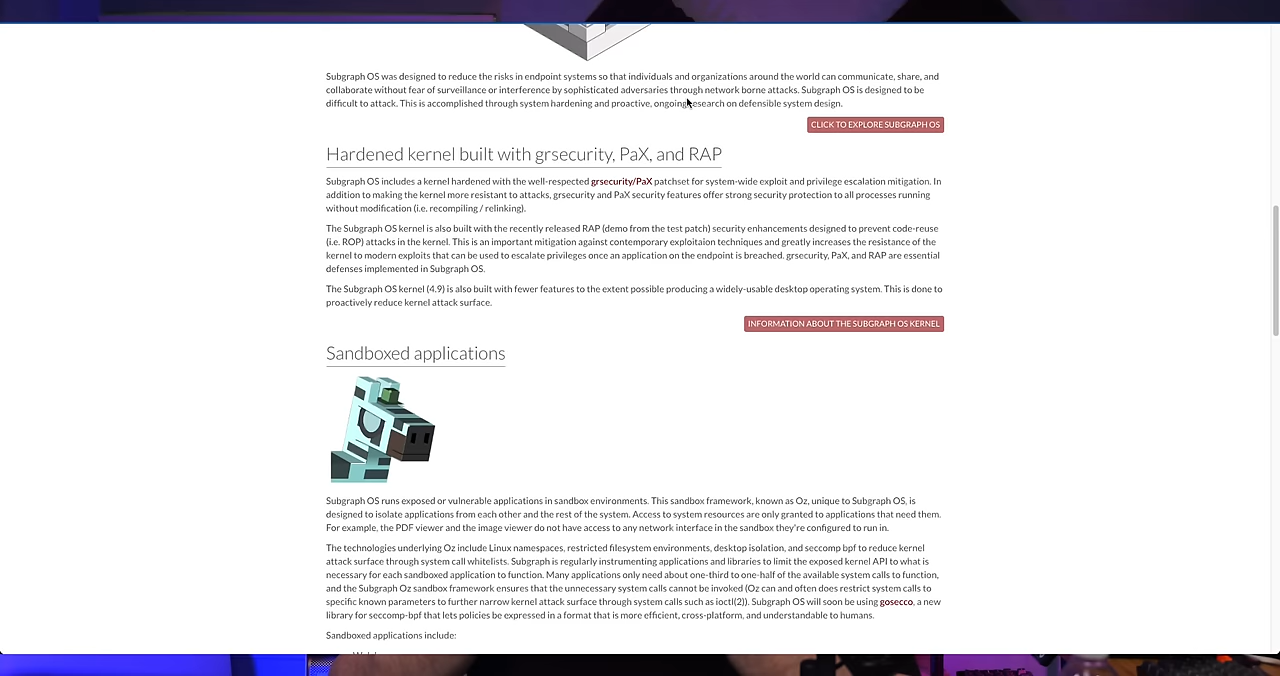 Subgraph OS was designed to reduce the risks in endpoint systems so that individuals and organizations around the world can communicate, share, and
collaborate without fear of surveillance or interference by sophisticated adversaries through network borne attacks. Subgraph OS is designed to be
difficult to attack. This is accomplished through system hardening and proactive, ongoing research on defensible system design.
CLICK TO EXPLORE SUBGRAPH OS
Hardened kernel built with grsecurity, PaX, and RAP
Subgraph OS includes a kernel hardened with the well-respected grsecurity/PaX patchset for system-wide exploit and privilege escalation mitigation. In
addition to making the kernel more resistant to attacks, grsecurity and PaX security features offer strong security protection to all processes running
without modification (i.e. recompiling / relinking).
The Subgraph OS kernel is also built with the recently released RAP (demo from the test patch) security enhancements designed to prevent code-reuse
(i.e. ROP) attacks in the kernel. This is an important mitigation against contemporary exploitaion techniques and greatly increases the resistance of the
kernel to modern exploits that can be used to escalate privileges once an application on the endpoint is breached. grsecurity, PaX, and RAP are essential
defenses implemented in Subgraph OS.
The Subgraph OS kernel (4.9) is also built with fewer features to the extent possible producing a widely-usable desktop operating system. This is done to
proactively reduce kernel attack surface.
INFORMATION ABOUT THE SUBGRAPH OS KERNEL
Sandboxed applications
Subgraph OS runs exposed or vulnerable applications in sandbox environments. This sandbox framework, known as Oz, unique to Subgraph OS, is
designed to isolate applications from each other and the rest of the system. Access to system resources are only granted to applications that need them.
For example, the PDF viewer and the image viewer do not have access to any network interface in the sandbox they're configured to run in.
The technologies underlying Oz include Linux namespaces, restricted filesystem environments, desktop isolation, and seccomp bpf to reduce kernel
attack surface through system call whitelists. Subgraph is regularly instrumenting applications and libraries to limit the exposed kernel API to what is
necessary for each sandboxed application to function. Many applications only need about one-third to one-half of the available system calls to function,
and the Subgraph Oz sandbox framework ensures that the unnecessary system calls cannot be invoked (Oz can and often does restrict system calls to
specific known parameters to further narrow kernel attack surface through system calls such as ioctl(2)). Subgraph OS will soon be using gosecco, a new
library for seccomp-bpf that lets policies be expressed in a format that is more efficient, cross-platform, and understandable to humans.
Sandboxed applications include: